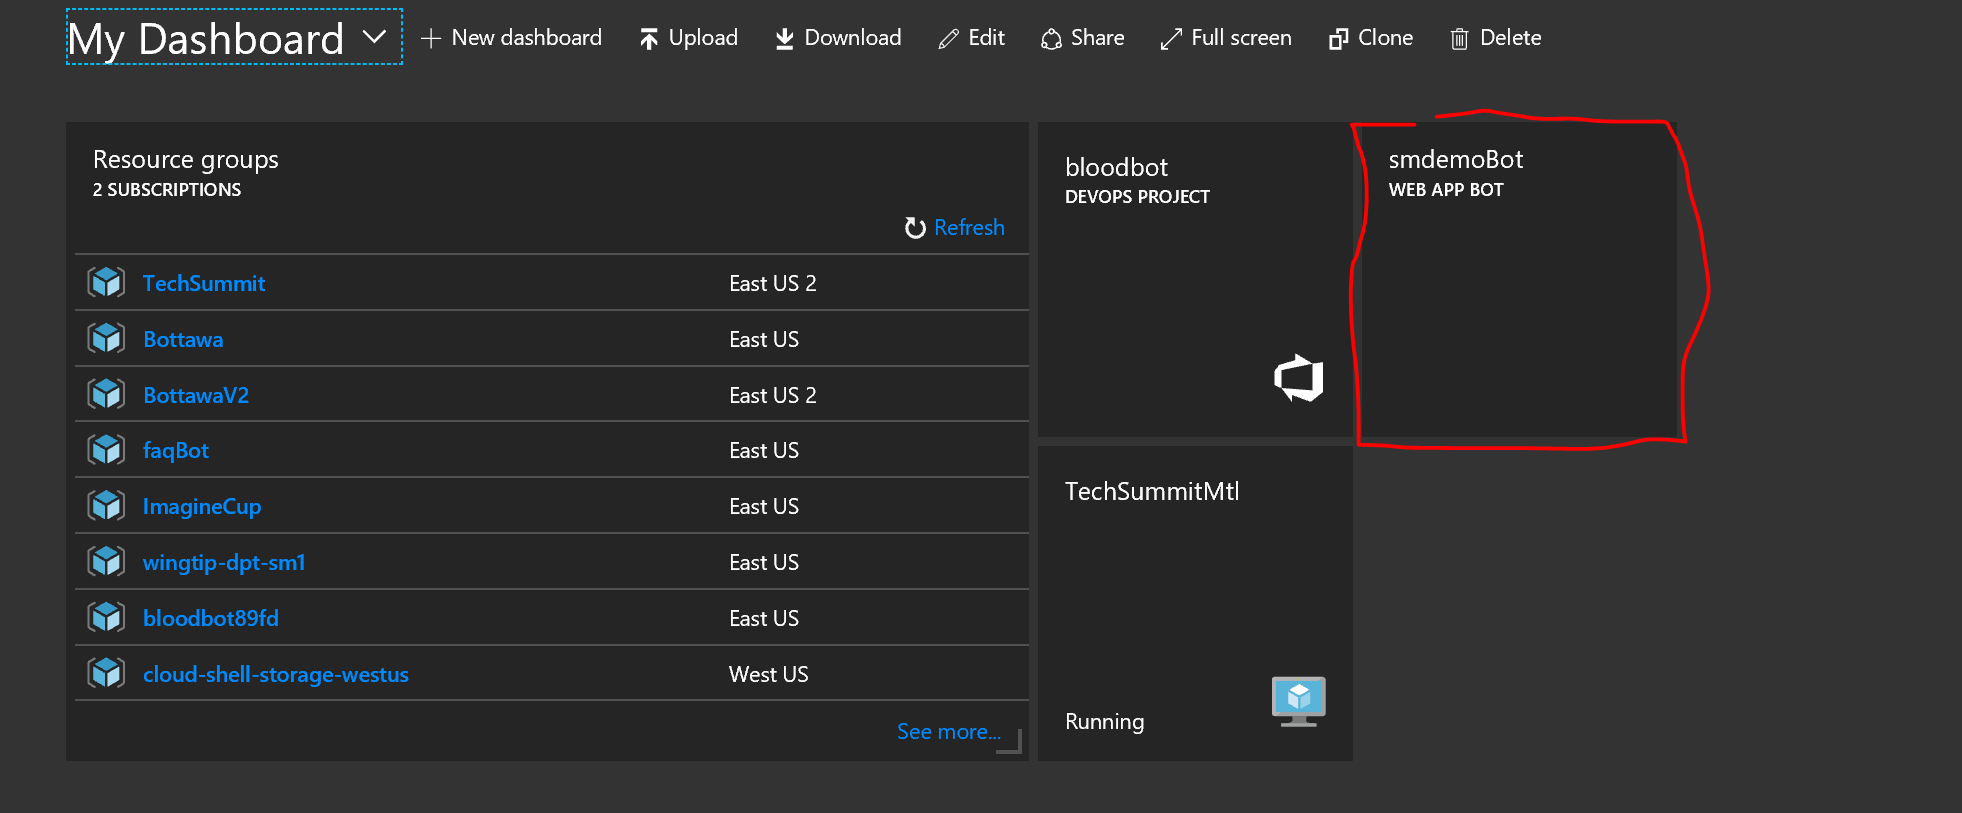 My Dashboard
New dashboard
Upload
Download
Edit
Share
Full screen
Clone
Delete
Resource groups
2 SUBSCRIPTIONS
Refresh
TechSummit East US 2
Bottawa East US
BottawaV2 East US 2
faqBot East US
ImagineCup East US
wingtip-dpt-sm1 East US
bloodbot89fd East US
cloud-shell-storage-westus West US
See more...
bloodbot
DEVOPS PROJECT
smdemoBot
WEB APP BOT
TechSummitMtl
Running